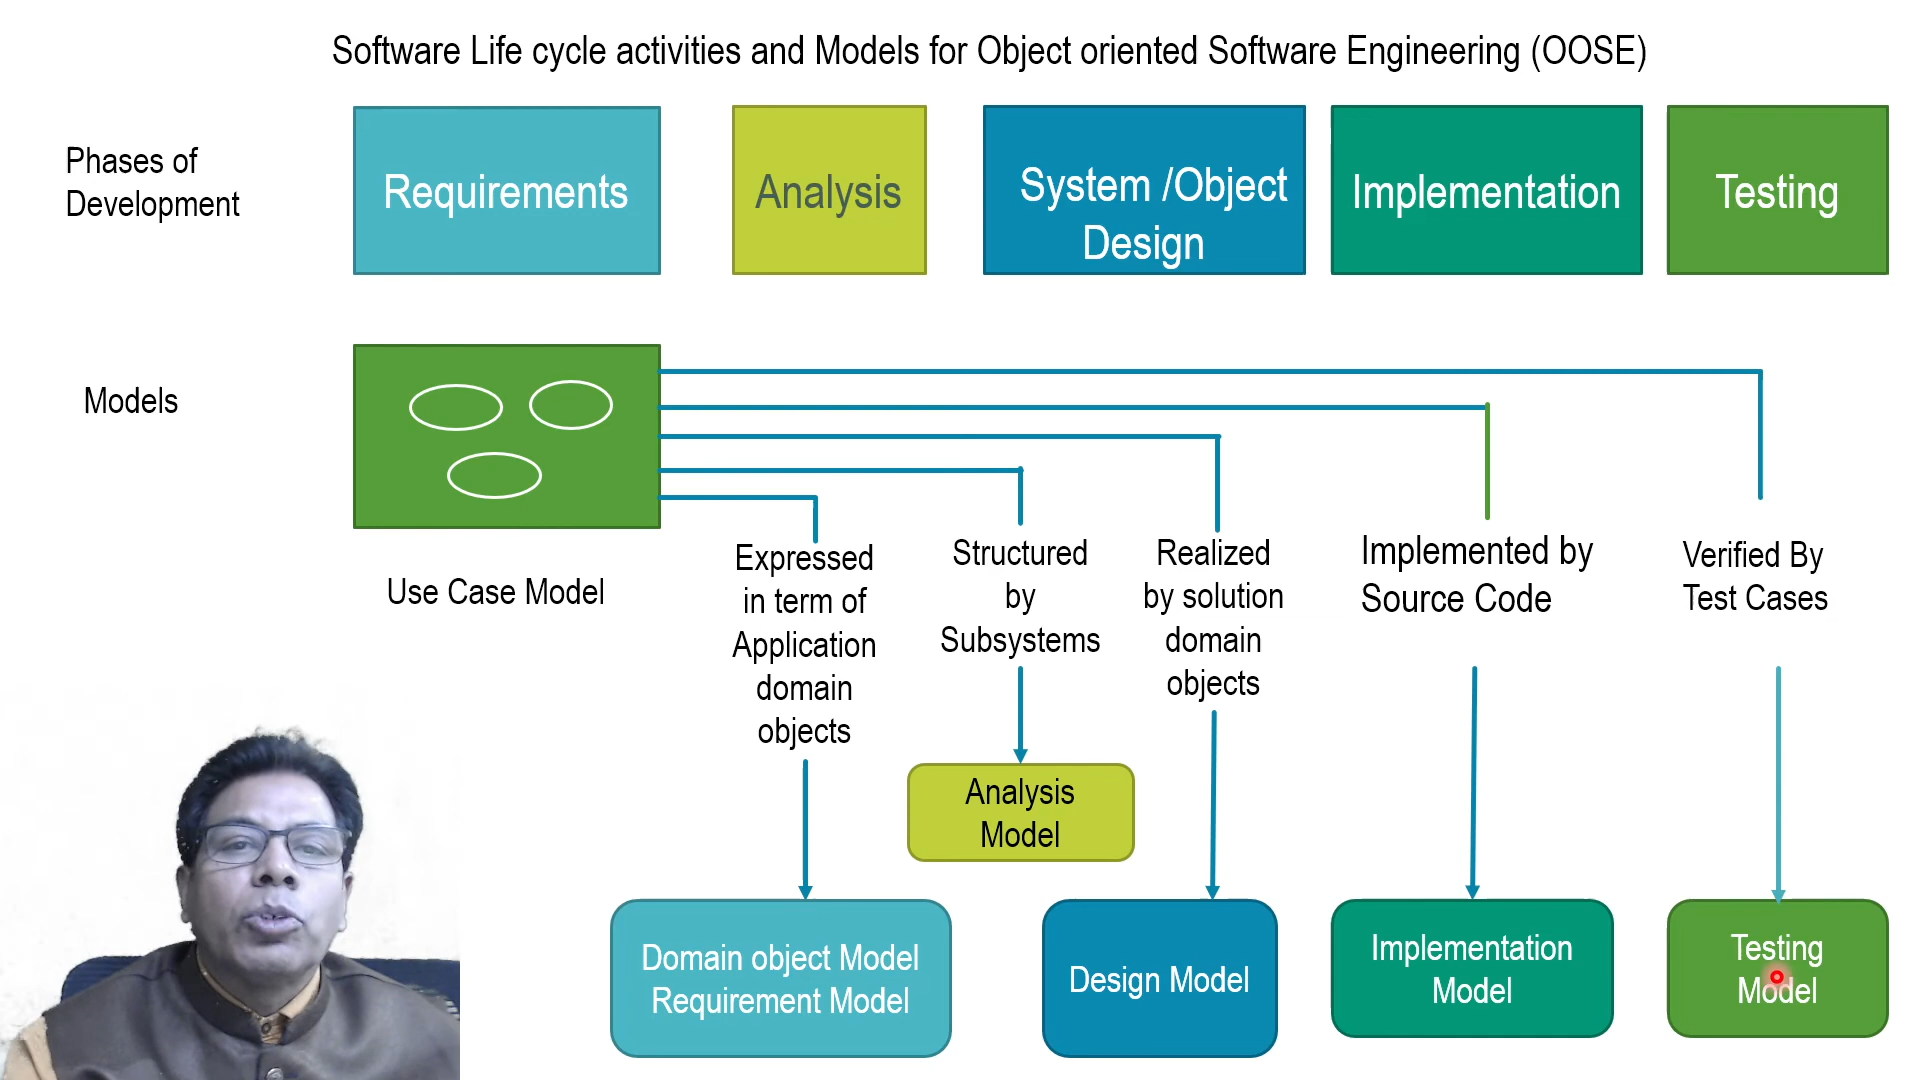 Software Life cycle activities and Models for Object oriented Software Engineering (OOSE)
Phases of
Development
Requirements
Analysis
System /Object
Design
Implementation
Testing
Models
Use Case Model
Expressed
in term of
Application
domain
objects
Structured
by
Subsystems
Realized
by solution
domain
objects
Implemented by
Source Code
Verified By
Test Cases
Analysis
Model
Domain object Model
Requirement Model
Design Model
Implementation
Model
Testing
Model